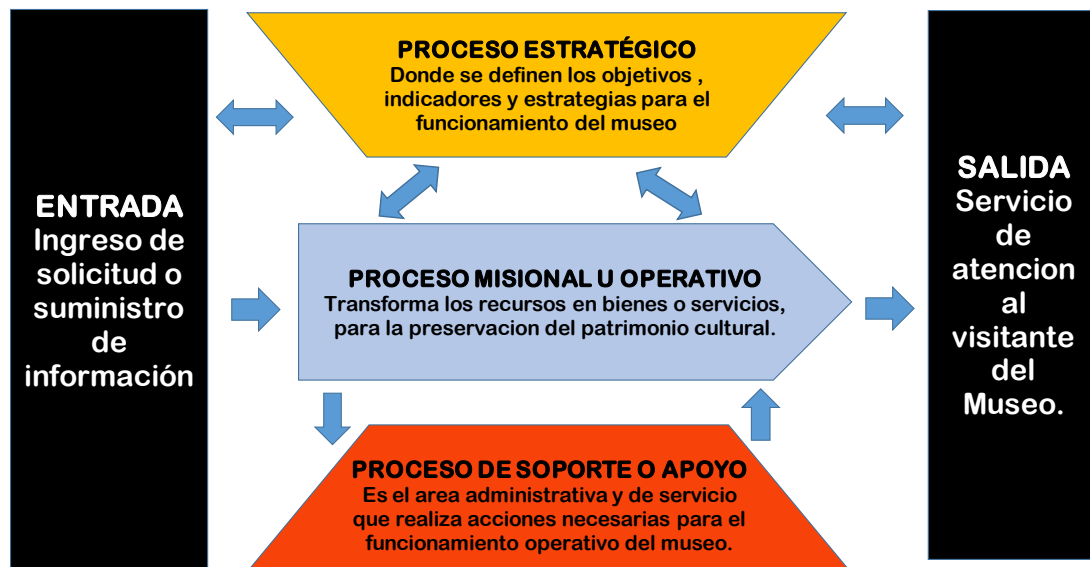 ENTRADA
Ingreso de
solicitud o
suministro
de
información
PROCESO ESTRATÉGICO
Donde se definen los objetivos ,
indicadores y estrategias para el
funcionamiento del museo
PROCESO MISIONAL U OPERATIVO
Transforma los recursos en bienes o servicios,
para la preservacion del patrimonio cultural.
PROCESO DE SOPORTE O APOYO
Es el area administrativa y de servicio
que realiza acciones necesarias para el
funcionamiento operativo del museo.
SALIDA
Servicio
de
atencion
al
visitante
del
Museo.